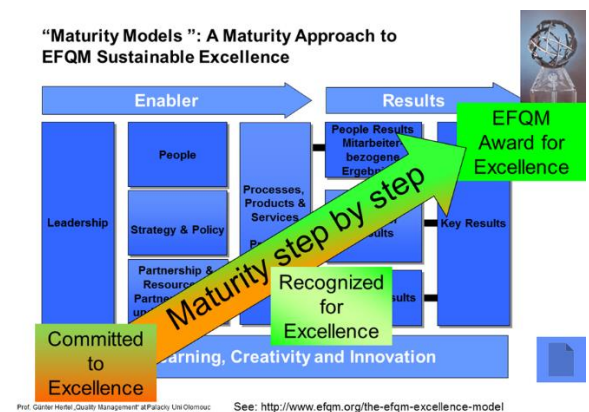 “Maturity Models ”: A Maturity Approach to
EFQM Sustainable Excellence
Enabler
Results
EFQM
Award for
Excellence
Leadership
People
Strategy & Policy
Partnership &
Processes,
Products &
Services
People Results
Mitarbeiter-
bezogene
Key Results
Maturity step by step
Recognized
for
Excellence
Committed
to
Excellence
Creativity and Innovation
Prof. Günter Hertel „Quality Management“ at Palacky Uni Olomouc
See: http://www.efqm.org/the-efqm-excellence-model